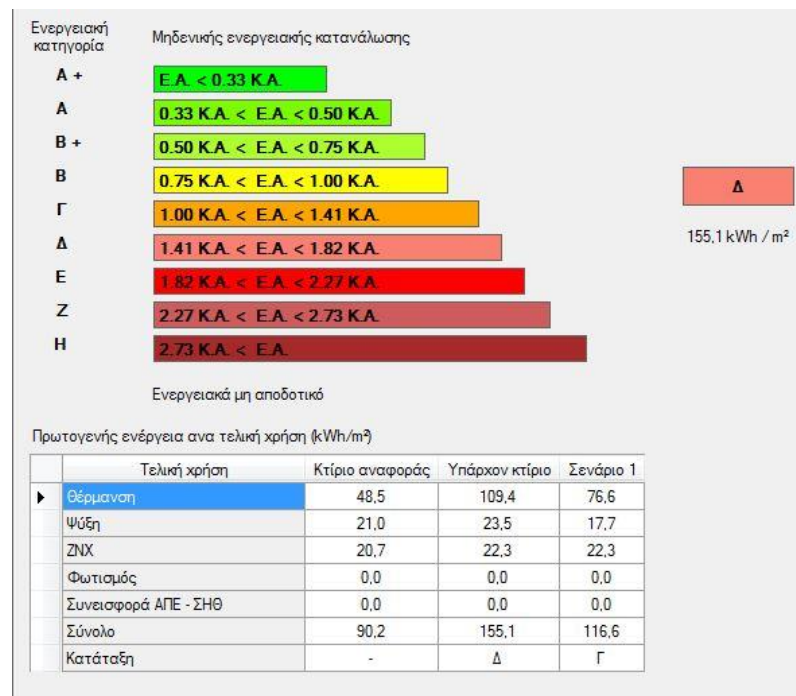 Ενεργειακή
κατηγορία
Μηδενικής ενεργειακής κατανάλωσης
Α +
Ε.Α. < 0.33 Κ.Α.
Α
0.33 Κ.Α. < Ε.Α. < 0.50 Κ.Α.
Β +
0.50 Κ.Α. < Ε.Α. < 0.75 Κ.Α.
Β
0.75 Κ.Α. < Ε.Α. < 1.00 Κ.Α.
Δ
Γ
1.00 Κ.Α. < Ε.Α. < 1.41 Κ.Α.
Δ
1.41 Κ.Α. < Ε.Α. < 1.82 Κ.Α.
155,1 kWh / m²
Ε
1.82 Κ.Α. < Ε.Α. < 2.27 Κ.Α.
Ζ
2.27 Κ.Α. < Ε.Α. < 2.73 Κ.Α.
Η
2.73 Κ.Α. < Ε.Α.
Ενεργειακά μη αποδοτικό
Πρωτογενής ενέργεια ανα τελική χρήση (kWh/m²)
Τελική χρήση Κτίριο αναφοράς Υπάρχον κτίριο Σενάριο 1
Θέρμανση 48,5 109,4 76,6
Ψύξη 21,0 23,5 17,7
ΖΝΧ 20,7 22,3 22,3
Φωτισμός 0,0 0,0 0,0
Συνεισφορά ΑΠΕ - ΣΗΘ 0,0 0,0 0,0
Σύνολο 90,2 155,1 116,6
Κατάταξη - Δ Γ